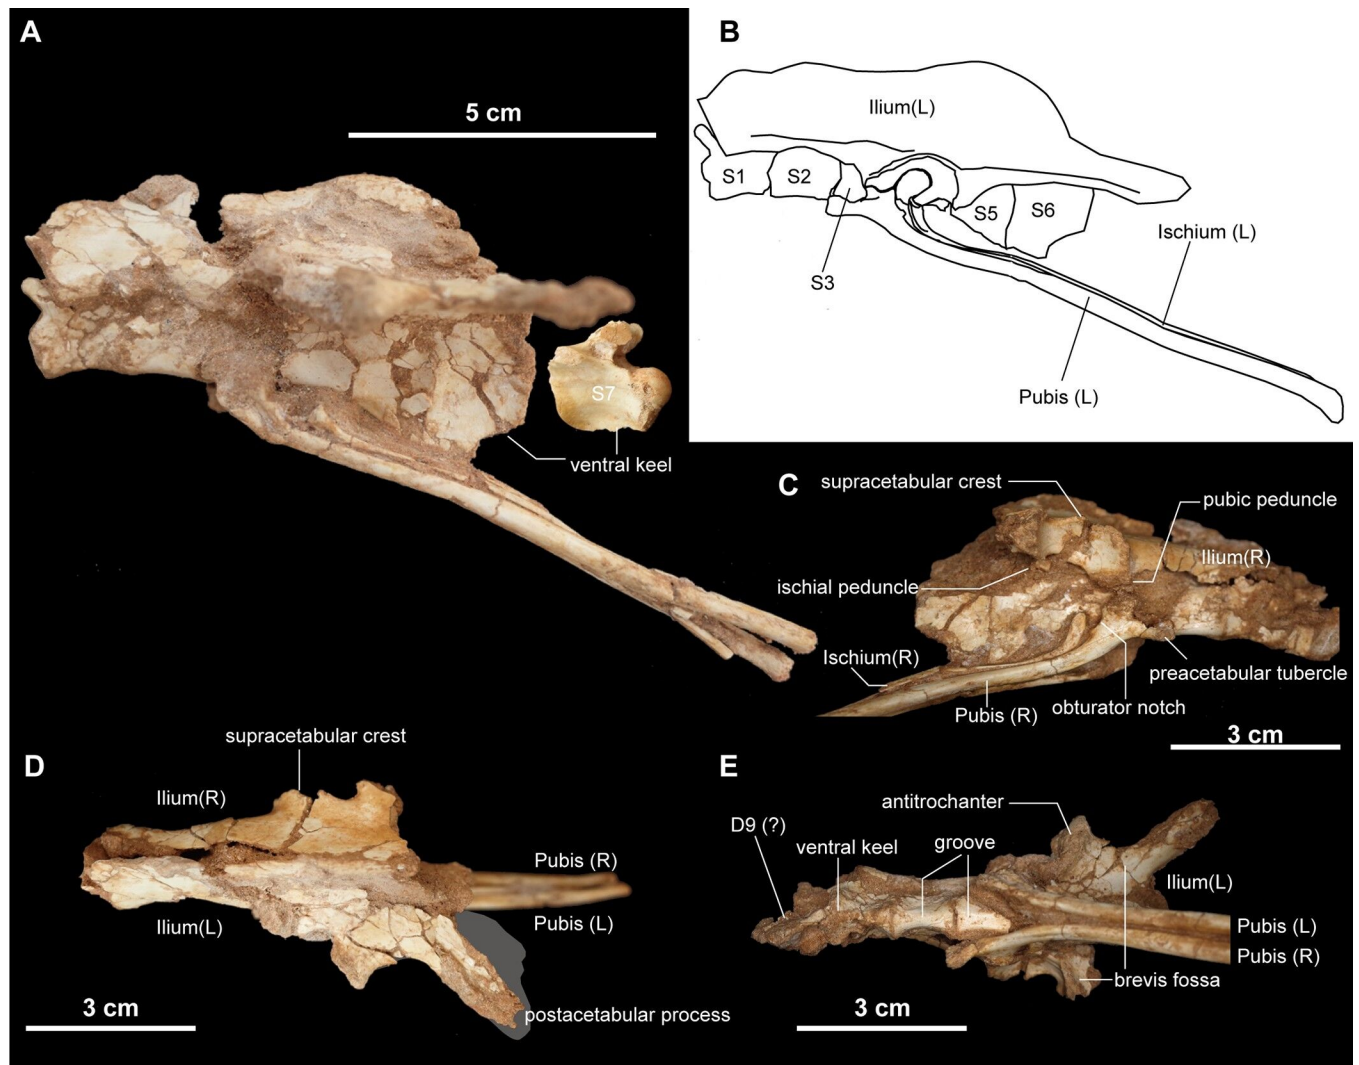 A
5 cm
S7
ventral keel
B
Ilium(L)
S1
S2
S3
S5
S6
Ischium (L)
Pubis (L)
C
supracetabular crest
pubic peduncle
Ilium(R)
ischial peduncle
Ischium(R)
preacetabular tubercle
Pubis (R)
obturator notch
3 cm
D
supracetabular crest
Ilium(R)
Pubis (R)
Ilium(L)
Pubis (L)
3 cm
postacetabular process
E
antitrochanter
D9 (?)
ventral keel
groove
Ilium(L)
Pubis (L)
Pubis (R)
brevis fossa
3 cm